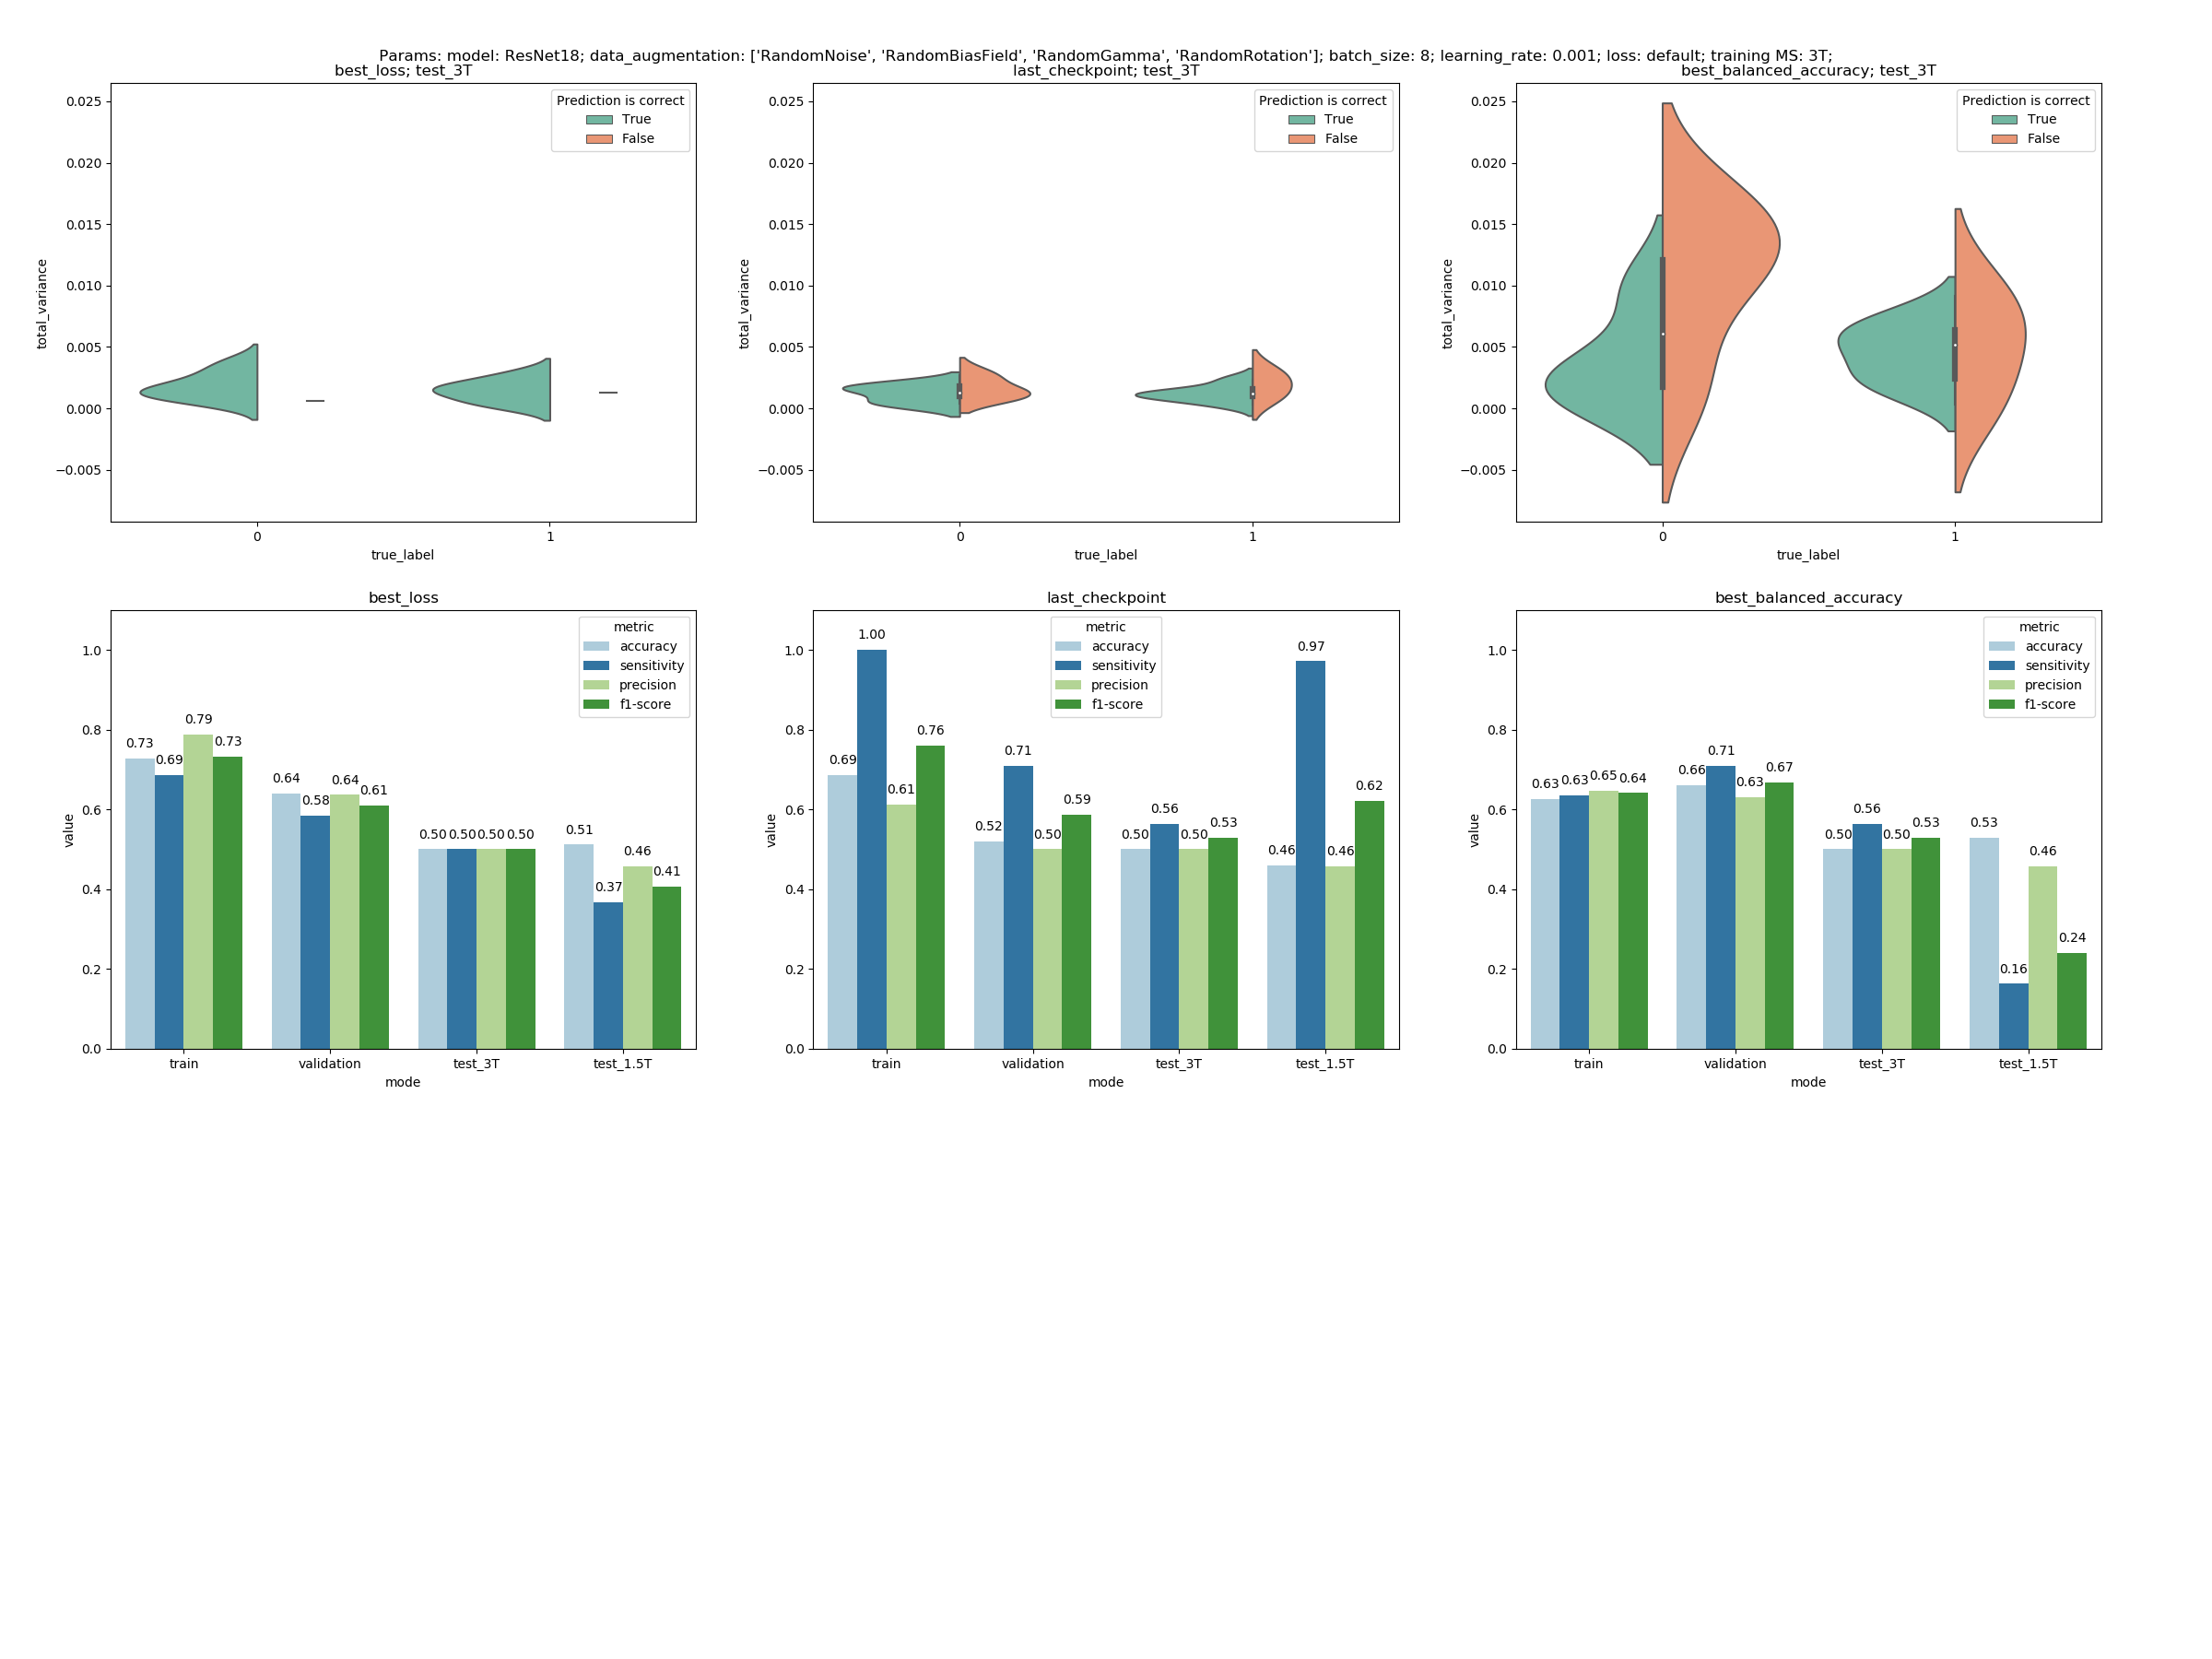 Params: model: ResNet18; data_augmentation: ['RandomNoise', 'RandomBiasField', 'RandomGamma', 'RandomRotation']; batch_size: 8; learning_rate: 0.001; loss: default; training MS: 3T;
best_loss; test_3T
Prediction is correct
True
False
0.025
0.020
0.015
0.010
0.005
0.000
−0.005
total_variance
0 1
true_label
last_checkpoint; test_3T
Prediction is correct
True
False
0.025
0.020
0.015
0.010
0.005
0.000
−0.005
total_variance
0 1
true_label
best_balanced_accuracy; test_3T
Prediction is correct
True
False
0.025
0.020
0.015
0.010
0.005
0.000
−0.005
total_variance
0 1
true_label
best_loss
metric
accuracy
sensitivity
precision
f1-score
1.0
0.8
0.6
0.4
0.2
0.0
value
0.73 0.69 0.79 0.73
0.64 0.58 0.64 0.61
0.50 0.50 0.50 0.50
0.51 0.37 0.46 0.41
train validation test_3T test_1.5T
mode
last_checkpoint
metric
accuracy
sensitivity
precision
f1-score
1.0
0.8
0.6
0.4
0.2
0.0
value
0.69 1.00 0.61 0.76
0.52 0.71 0.50 0.59
0.50 0.56 0.50 0.53
0.46 0.97 0.46 0.62
train validation test_3T test_1.5T
mode
best_balanced_accuracy
metric
accuracy
sensitivity
precision
f1-score
1.0
0.8
0.6
0.4
0.2
0.0
value
0.63 0.63 0.65 0.64
0.66 0.71 0.63 0.67
0.50 0.56 0.50 0.53
0.53 0.16 0.46 0.24
train validation test_3T test_1.5T
mode